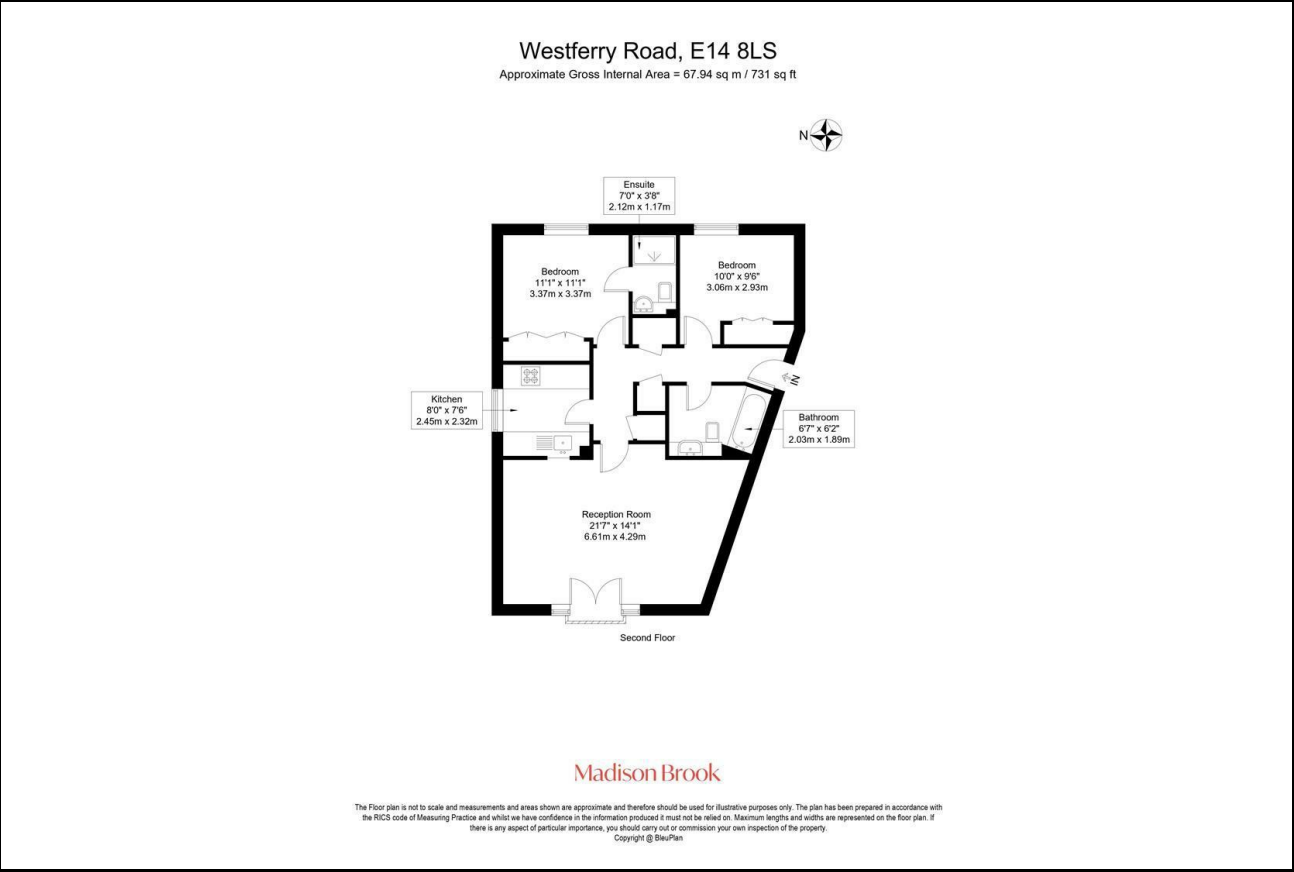 Westferry Road, E14 8LS
Approximate Gross Internal Area = 67.94 sq m / 731 sq ft
N
Ensuite
7'0" x 3'8"
2.12m x 1.17m
Bedroom
11'1" x 11'1"
3.37m x 3.37m
Bedroom
10'0" x 9'6"
3.06m x 2.93m
IN
Kitchen
8'0" x 7'6"
2.45m x 2.32m
Bathroom
6'7" x 6'2"
2.03m x 1.89m
Reception Room
21'7" x 14'1"
6.61m x 4.29m
Second Floor
Madison Brook
The Floor plan is not to scale and measurements and areas shown are approximate and therefore should be used for illustrative purposes only. The plan has been prepared in accordance with
the RICS code of Measuring Practice and whilst we have confidence in the information produced it must not be relied on. Maximum lengths and widths are represented on the floor plan. If
there is any aspect of particular importance, you should carry out or commission your own inspection of the property.
Copyright @ BleuPlan